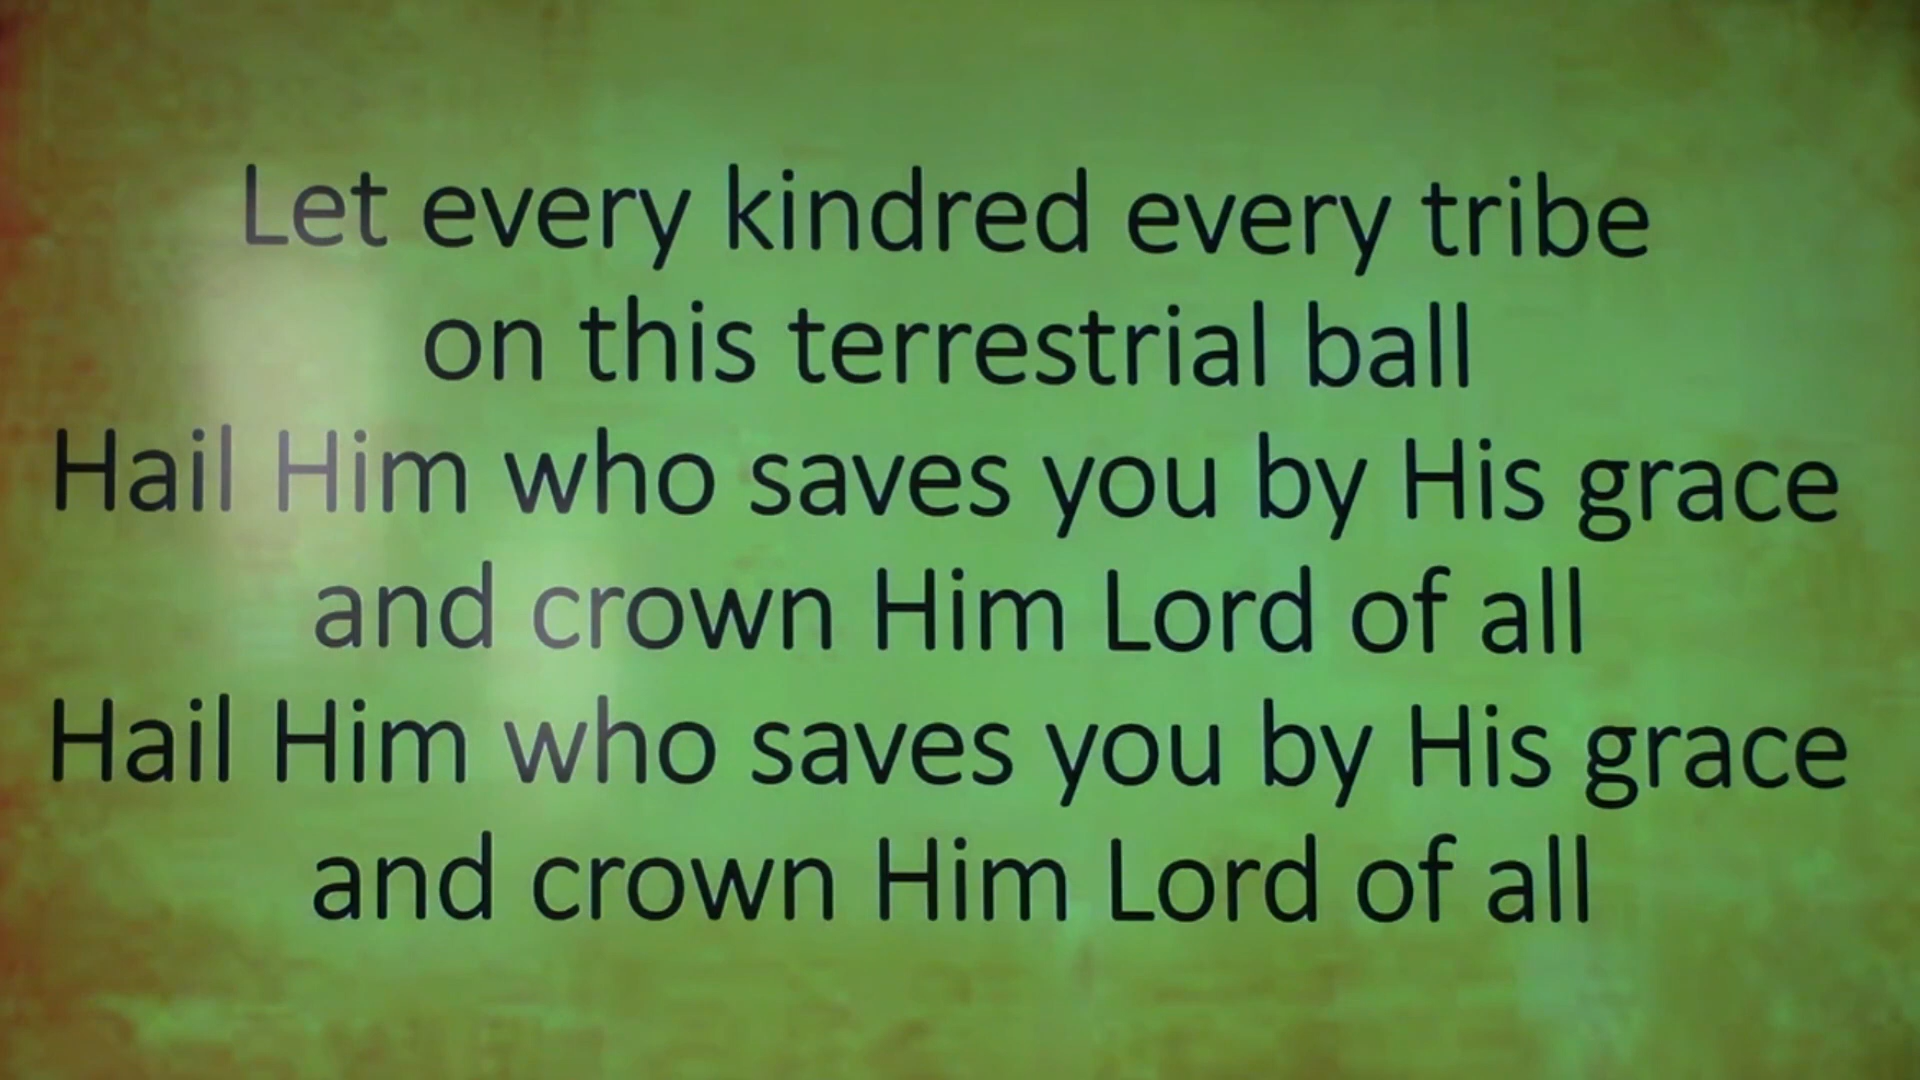 Let every kindred every tribe
on this terrestrial ball
Hail Him who saves you by His grace
and crown Him Lord of all
Hail Him who saves you by His grace
and crown Him Lord of all